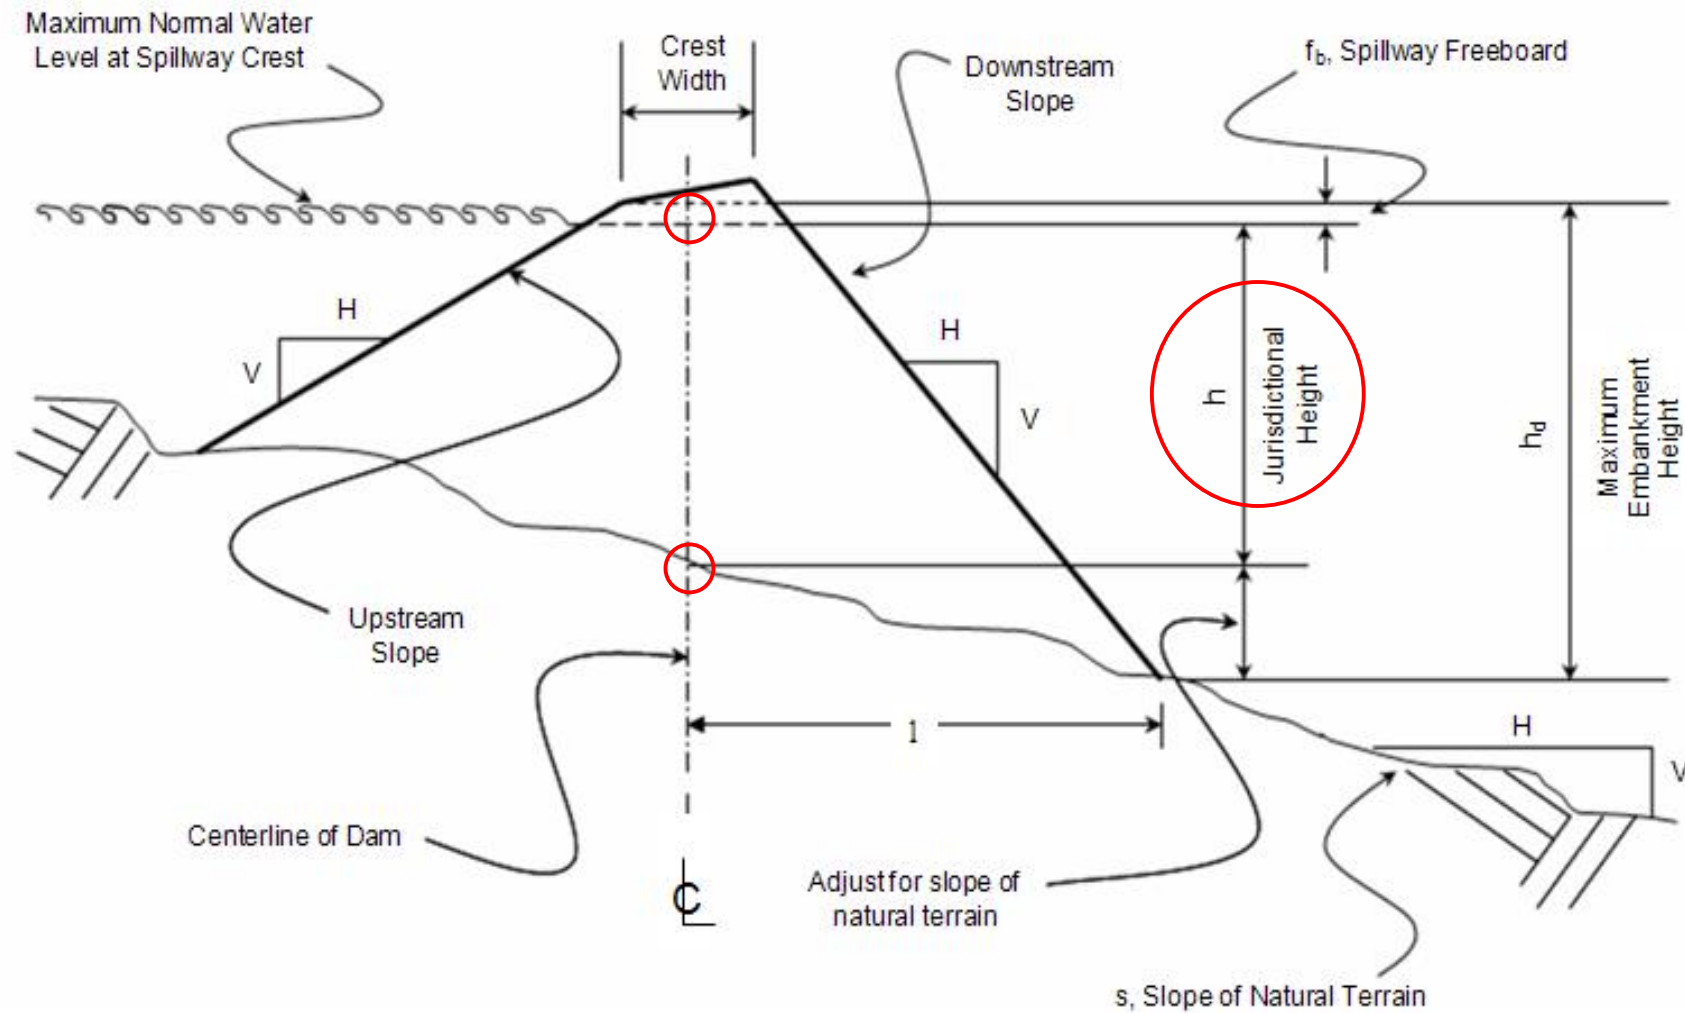 Maximum Normal Water
Level at Spillway Crest
Crest
Width
Downstream
Slope
f_b, Spillway Freeboard
H
V
H
V
h
Jurisdictional
Height
h_d
Maximum
Embankment
Height
Upstream
Slope
1
H
V
Centerline of Dam
℄
Adjust for slope of
natural terrain
s, Slope of Natural Terrain